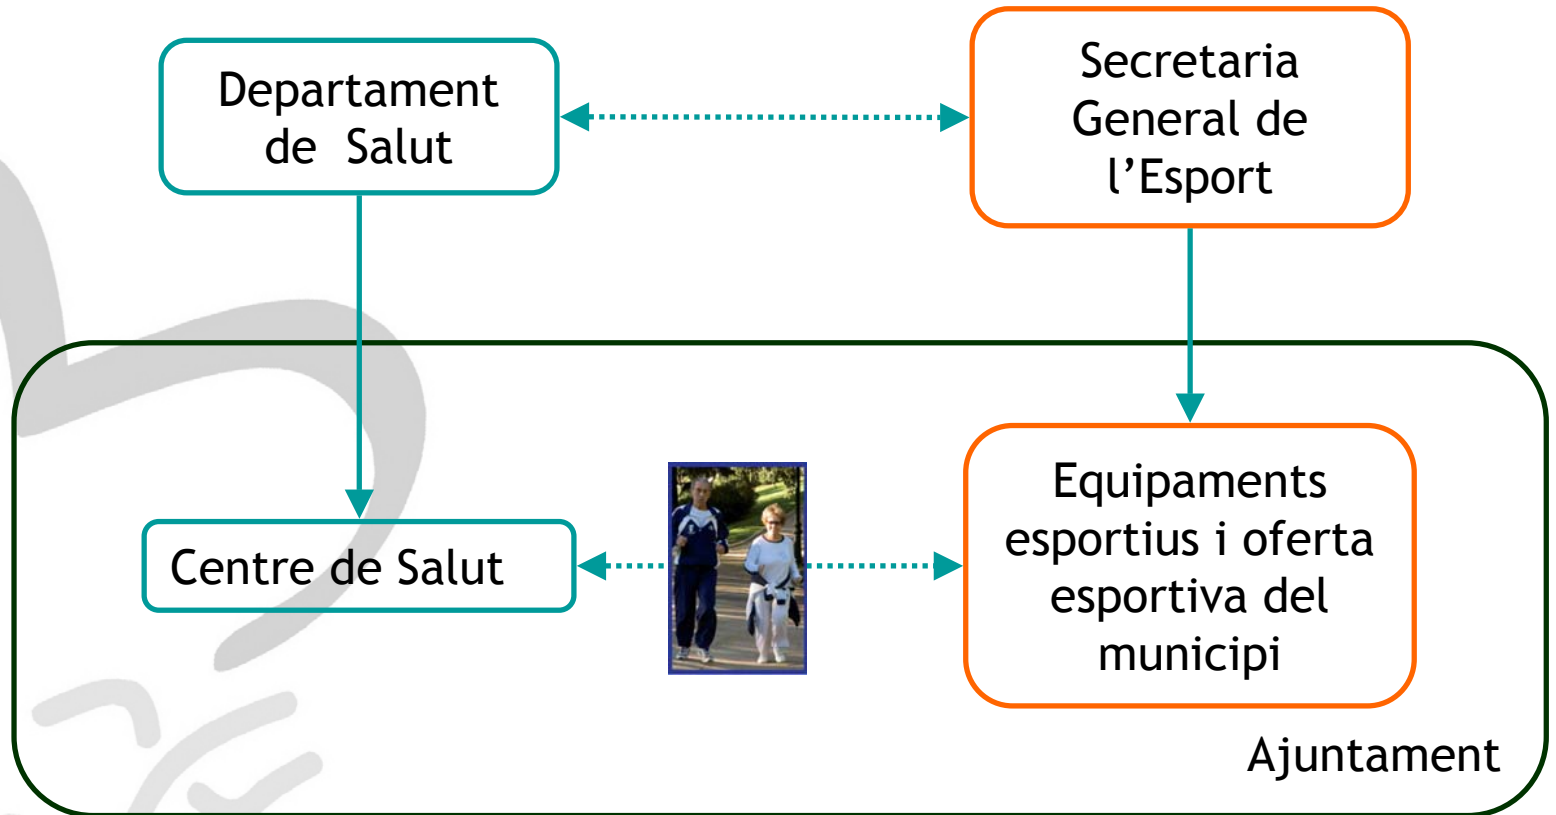 Departament
de Salut
Secretaria
General de
l’Esport
Centre de Salut
Equipaments
esportius i oferta
esportiva del
municipi
Ajuntament